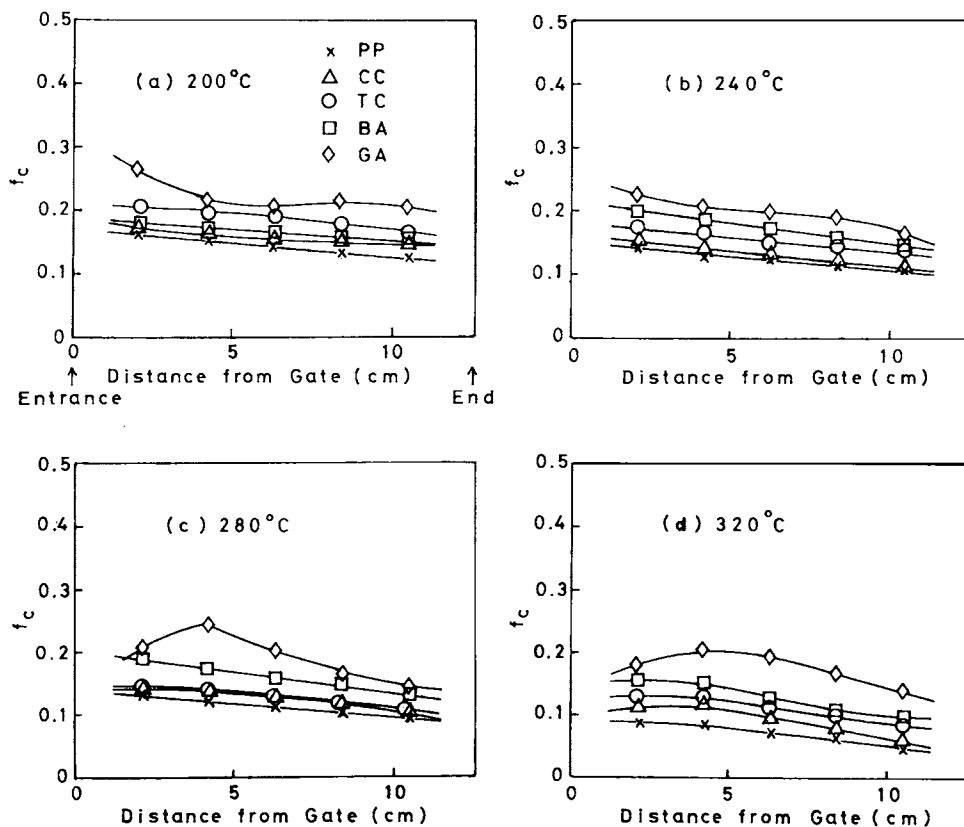 0.5
0.4
0.3
0.2
0.1
0
f c
(a) 200°C
× PP
△ CC
○ TC
□ BA
◇ GA
0 5 10
Distance from Gate (cm)
↑ ↑
Entrance End
0.5
0.4
0.3
0.2
0.1
0
f c
(b) 240°C
0 5 10
Distance from Gate (cm)
0.5
0.4
0.3
0.2
0.1
0
f c
(c) 280°C
0 5 10
Distance from Gate (cm)
0.5
0.4
0.3
0.2
0.1
0
f c
(d) 320°C
0 5 10
Distance from Gate (cm)